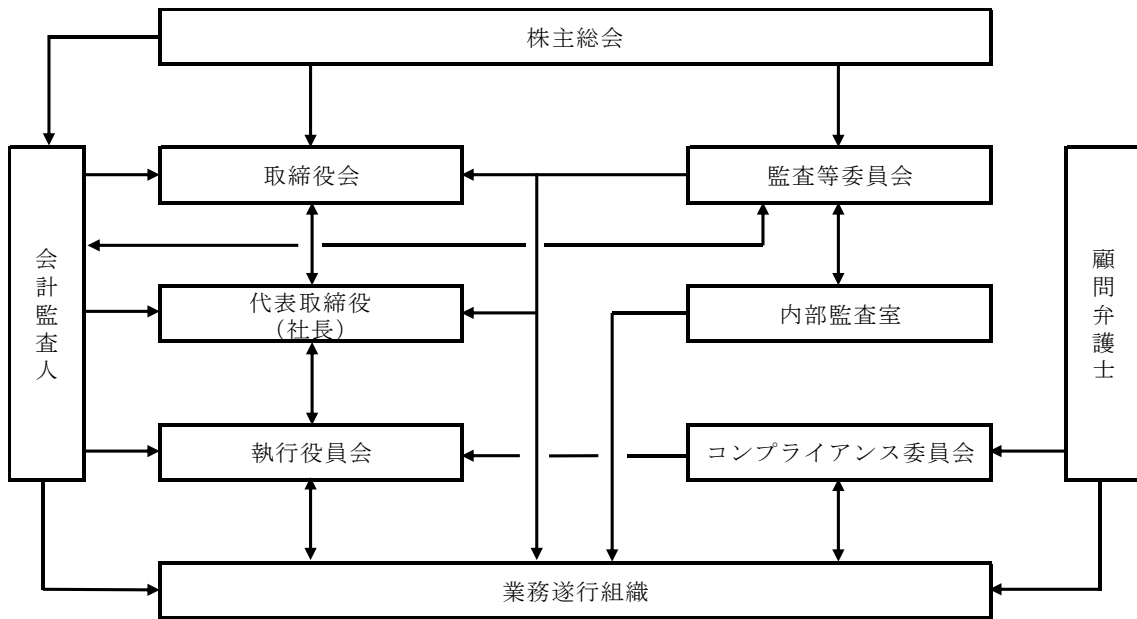 株主総会
取締役会
監査等委員会
会計監査人
顧問弁護士
代表取締役
（社長）
内部監査室
執行役員会
コンプライアンス委員会
業務遂行組織